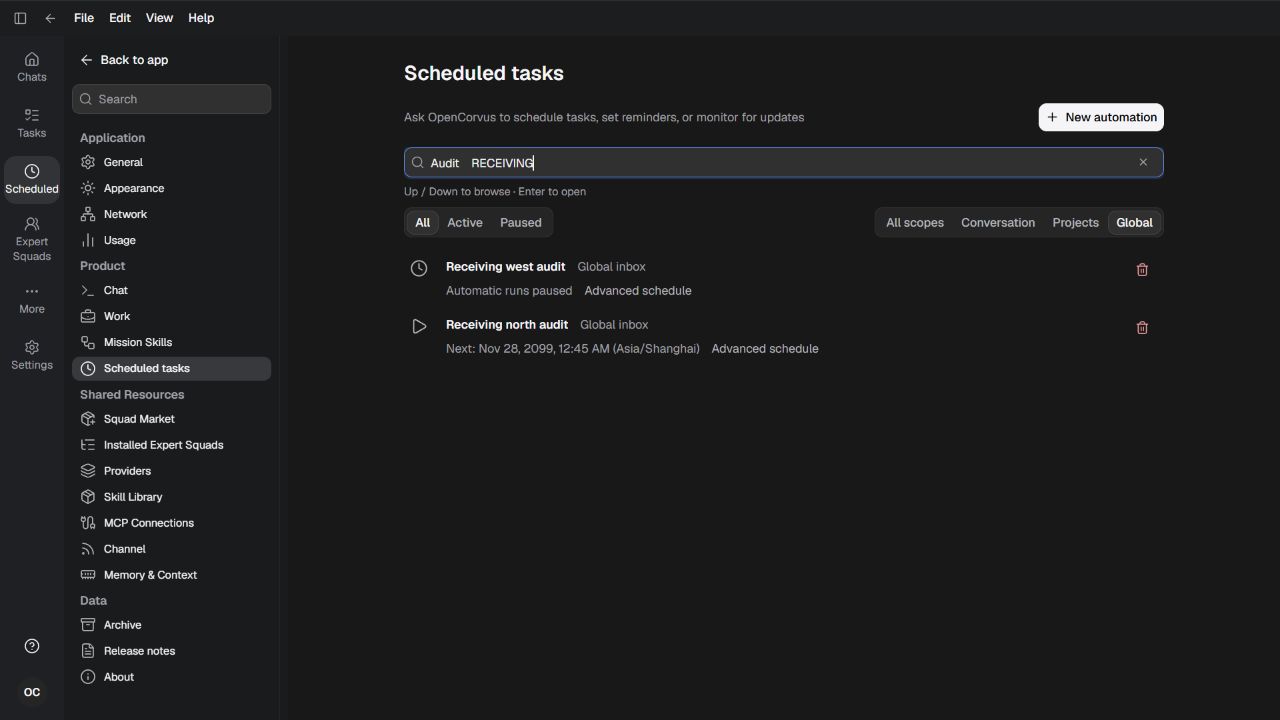 File Edit View Help
Chats
Tasks
Scheduled
Expert
Squads
More
Settings
OC
Back to app
Search
Application
General
Appearance
Network
Usage
Product
Chat
Work
Mission Skills
Scheduled tasks
Shared Resources
Squad Market
Installed Expert Squads
Providers
Skill Library
MCP Connections
Channel
Memory & Context
Data
Archive
Release notes
About
Scheduled tasks
Ask OpenCorvus to schedule tasks, set reminders, or monitor for updates
New automation
Audit   RECEIVING
Up / Down to browse · Enter to open
All Active Paused
All scopes Conversation Projects Global
Receiving west audit Global inbox
Automatic runs paused Advanced schedule
Receiving north audit Global inbox
Next: Nov 28, 2099, 12:45 AM (Asia/Shanghai) Advanced schedule